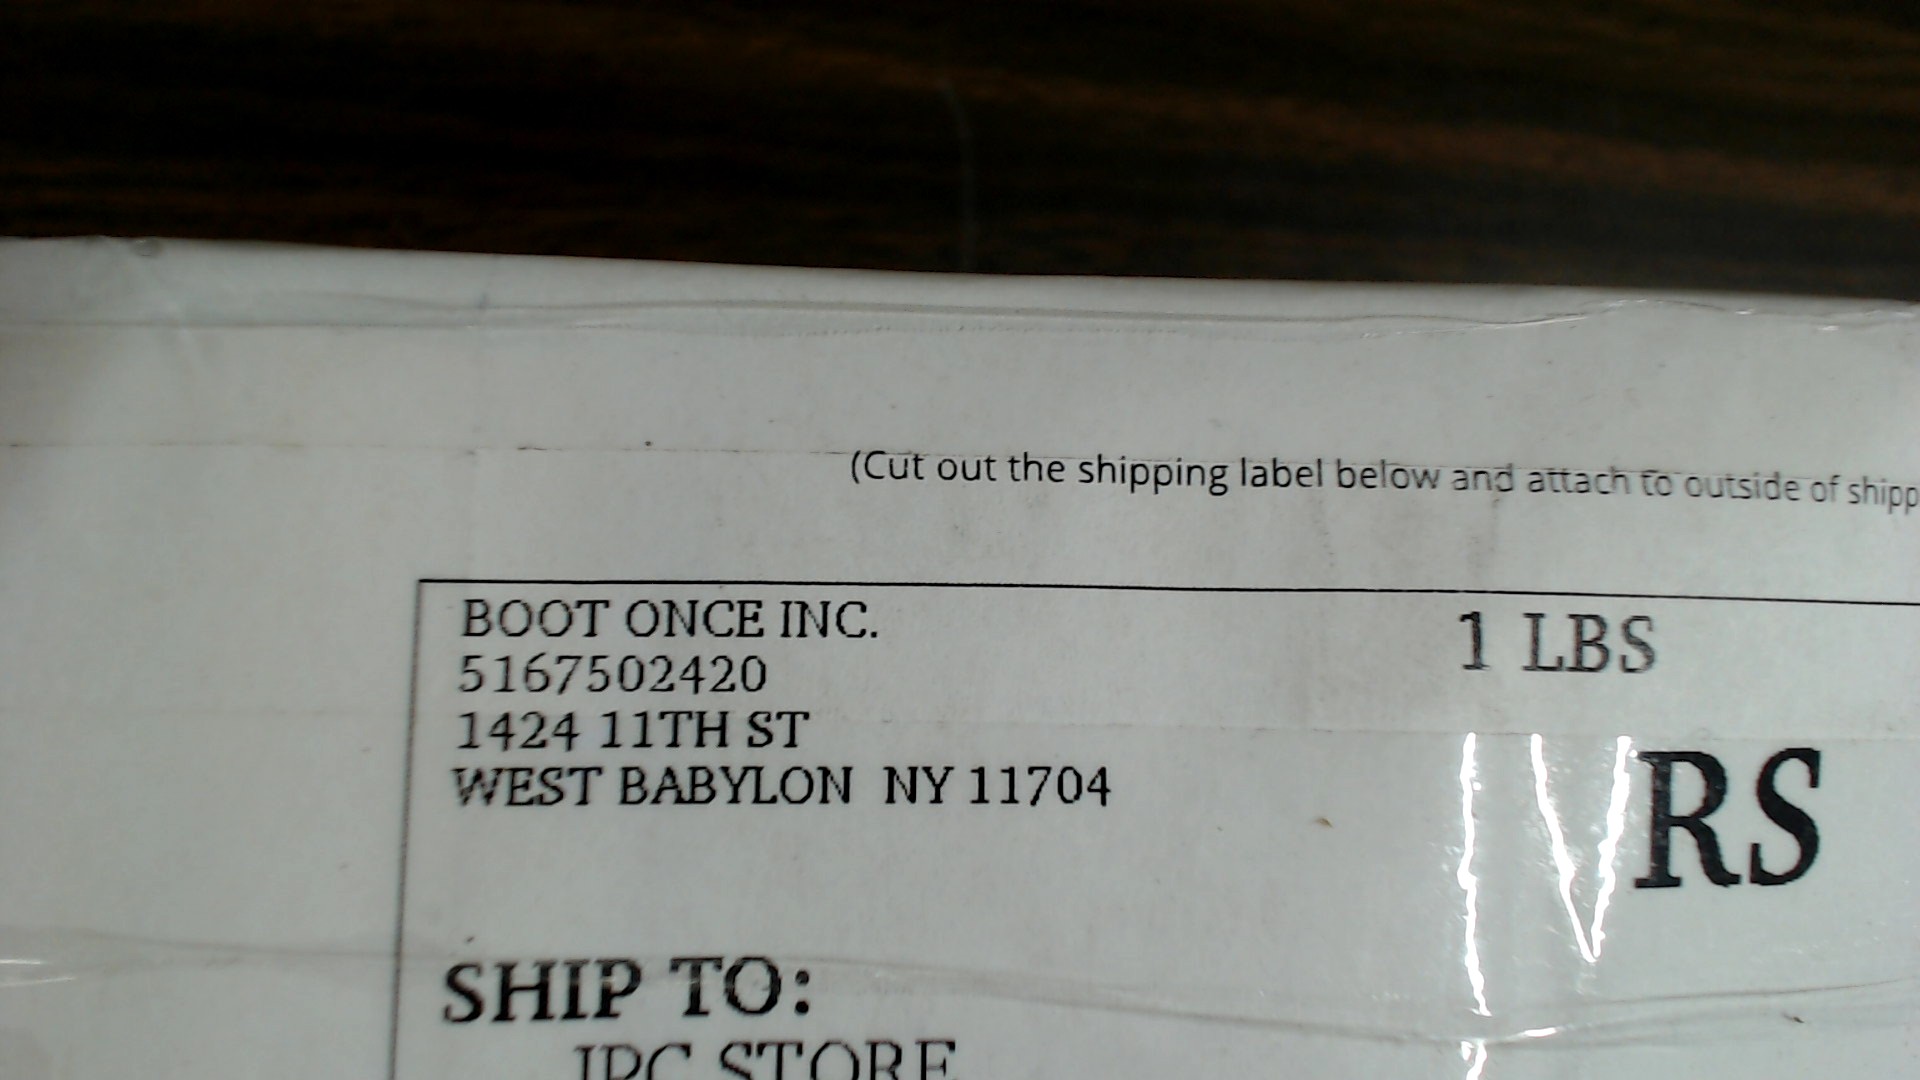 (Cut out the shipping label below and attach to outside of shipp
BOOT ONCE INC.
1 LBS
5167502420
1424 11TH ST
WEST BABYLON NY 11704
RS
SHIP TO:
STORE